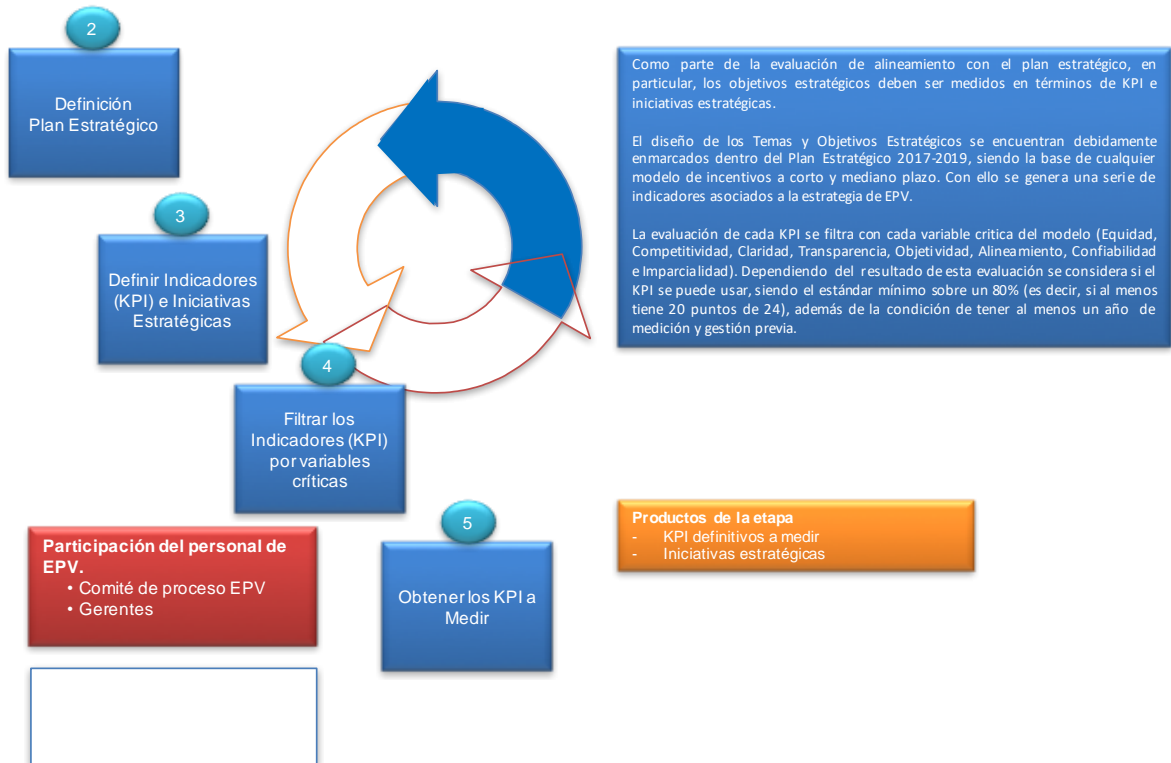 2
Definición
Plan Estratégico
3
Definir Indicadores
(KPI) e Iniciativas
Estratégicas
4
Filtrar los
Indicadores (KPI)
por variables
críticas
5
Obtener los KPI a
Medir
Como parte de la evaluación de alineamiento con el plan estratégico, en
particular, los objetivos estratégicos deben ser medidos en términos de KPI e
iniciativas estratégicas.
El diseño de los Temas y Objetivos Estratégicos se encuentran debidamente
enmarcados dentro del Plan Estratégico 2017-2019, siendo la base de cualquier
modelo de incentivos a corto y mediano plazo. Con ello se genera una serie de
indicadores asociados a la estrategia de EPV.
La evaluación de cada KPI se filtra con cada variable critica del modelo (Equidad,
Competitividad, Claridad, Transparencia, Objetividad, Alineamiento, Confiabilidad
e Imparcialidad). Dependiendo del resultado de esta evaluación se considera si el
KPI se puede usar, siendo el estándar mínimo sobre un 80% (es decir, si al menos
tiene 20 puntos de 24), además de la condición de tener al menos un año de
medición y gestión previa.
Participación del personal de
EPV.
• Comité de proceso EPV
• Gerentes
Productos de la etapa
- KPI definitivos a medir
- Iniciativas estratégicas